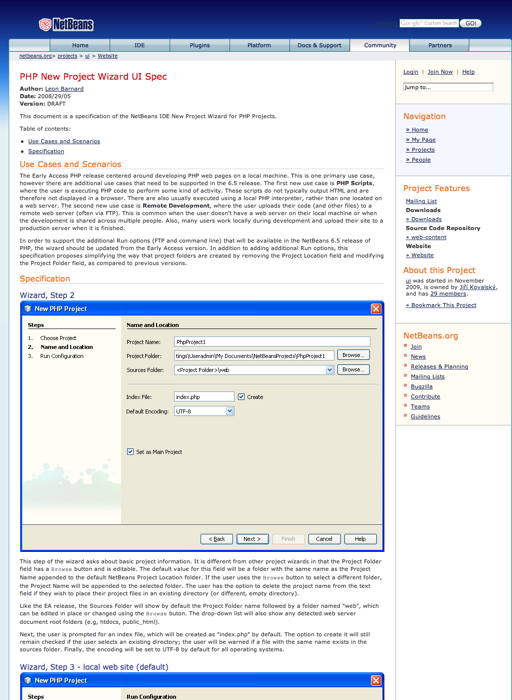 NetBeans
Google™ Custom Search
GO!
Home
IDE
Plugins
Platform
Docs & Support
Community
Partners
netbeans.org> projects > ui > Website
PHP New Project Wizard UI Spec
Author: Leon Barnard
Date: 2008/29/05
Version: DRAFT
This document is a specification of the NetBeans IDE New Project Wizard for PHP Projects.
Table of contents:
Use Cases and Scenarios
Specification
Use Cases and Scenarios
The Early Access PHP release centered around developing PHP web pages on a local machine. This is one primary use case,
however there are additional use cases that need to be supported in the 6.5 release. The first new use case is PHP Scripts,
where the user is executing PHP code to perform some kind of activity. These scripts do not typically output HTML and are
therefore not displayed in a browser. There are also usually executed using a local PHP interpreter, rather than one located on
a web server. The second new use case is Remote Development, where the user uploads their code (and other files) to a
remote web server (often via FTP). This is common when the user doesn't have a web server on their local machine or when
the development is shared across multiple people. Also, many users work locally during development and upload their site to a
production server when it is finished.
In order to support the additional Run options (FTP and command line) that will be available in the NetBeans 6.5 release of
PHP, the wizard should be updated from the Early Access version. In addition to adding additional Run options, this
specification proposes simplifying the way that project folders are created by removing the Project Location field and modifying
the Project Folder field, as compared to previous versions.
Specification
Wizard, Step 2
New PHP Project
Steps
1. Choose Project
2. Name and Location
3. Run Configuration
Name and Location
Project Name: PhpProject1
Project Folder: tings\Useradmin\My Documents\NetBeansProjects\PhpProject1 Browse...
Sources Folder: <Project Folder>\web Browse...
Index File: index.php Create
Default Encoding: UTF-8
Set as Main Project
< Back
Next >
Finish
Cancel
Help
This step of the wizard asks about basic project information. It is different from other project wizards in that the Project Folder
field has a Browse button and is editable. The default value for this field will be a folder with the same name as the Project
Name appended to the default NetBeans Project Location folder. If the user uses the Browse button to select a different folder,
the Project Name will be appended to the selected folder. The user has the option to delete the project name from the text
field if they wish to place their project files in an existing directory (or different, empty directory).
Like the EA release, the Sources Folder will show by default the Project Folder name followed by a folder named "web", which
can be edited in place or changed using the Browse buton. The drop-down list will also show any detected web server
document root folders (e.g, htdocs, public_html).
Next, the user is prompted for an index file, which will be created as "index.php" by default. The option to create it will still
remain checked if the user selects an existing directory; the user will be warned if a file with the same name exists in the
sources folder. Finally, the encoding will be set to UTF-8 by default for all operating systems.
Wizard, Step 3 - local web site (default)
New PHP Project
Steps
Run Configuration
Login | Join Now | Help
Jump to...
Navigation
» Home
» My Page
» Projects
» People
Project Features
Mailing List
Downloads
» Downloads
Source Code Repository
» web-content
Website
» Website
About this Project
ui was started in November
2009, is owned by Jiří Kovalský,
and has 29 members.
» Bookmark This Project
NetBeans.org
Join
News
Releases & Planning
Mailing Lists
Bugzilla
Contribute
Teams
Guidelines